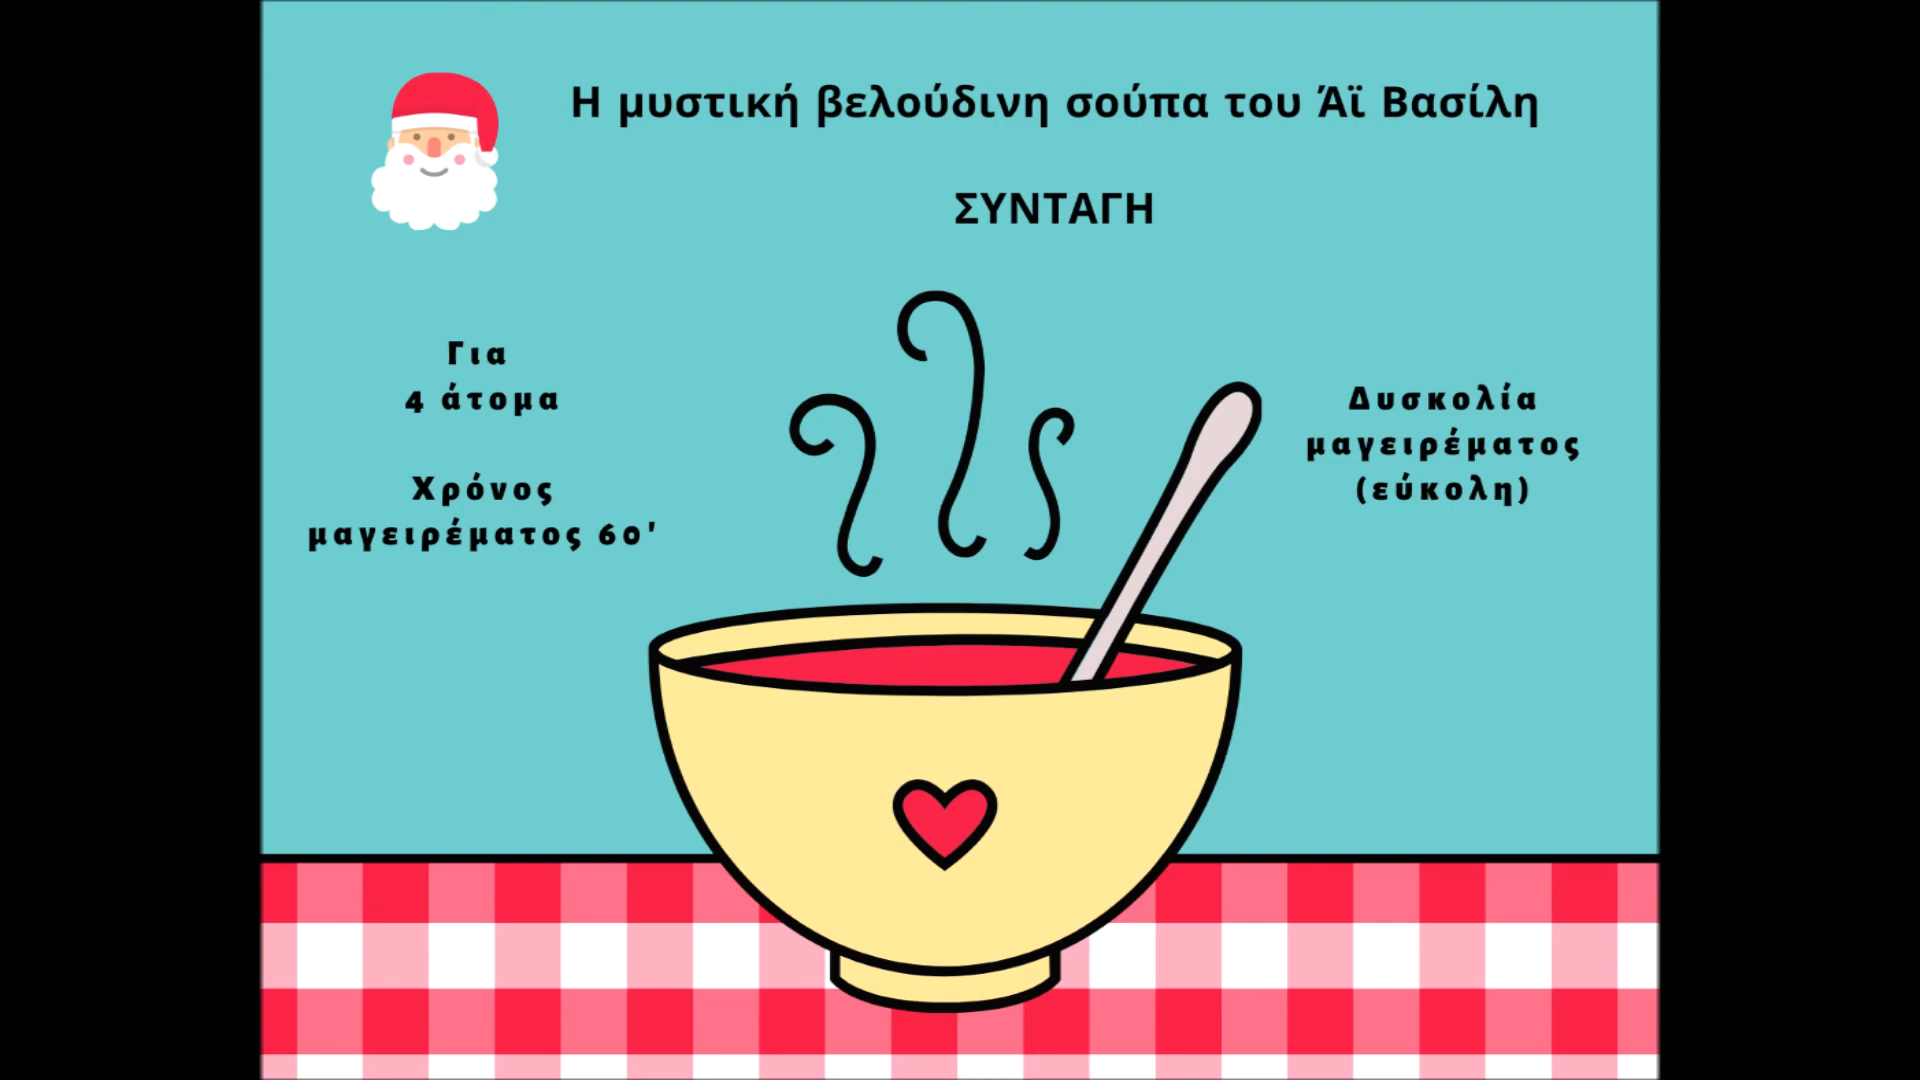 Η μυστική βελούδινη σούπα του Άϊ Βασίλη
ΣΥΝΤΑΓΗ
Για
4 άτομα
Χρόνος
μαγειρέματος 60'
Δυσκολία
μαγειρέματος
(εύκολη)